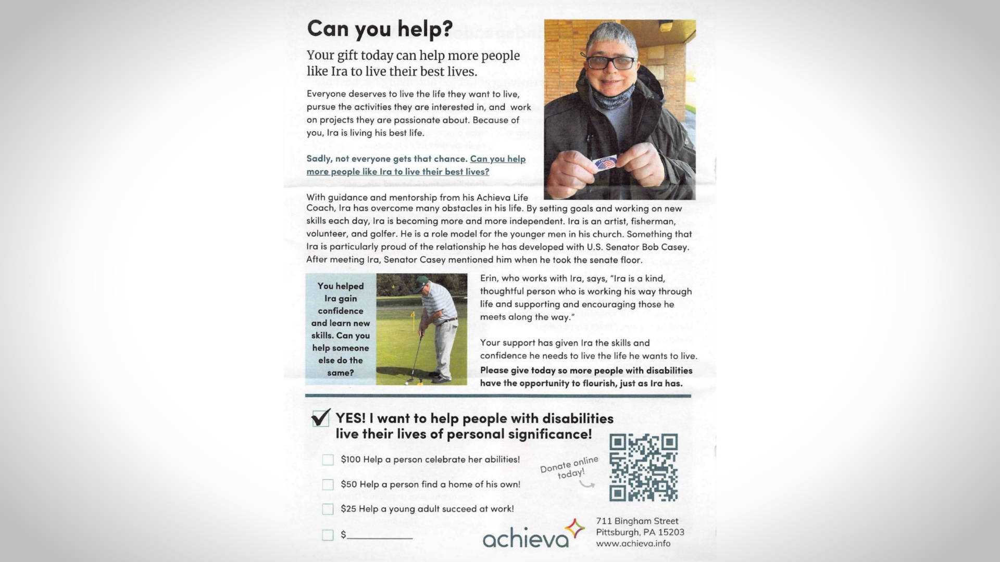 Can you help?
Your gift today can help more people
like Ira to live their best lives.
Everyone deserves to live the life they want to live,
pursue the activities they are interested in, and work
on projects they are passionate about. Because of
you, Ira is living his best life.
Sadly, not everyone gets that chance. Can you help
more people like Ira to live their best lives?
With guidance and mentorship from his Achieva Life
Coach, Ira has overcome many obstacles in his life. By setting goals and working on new
skills each day, Ira is becoming more and more independent. Ira is an artist, fisherman,
volunteer, and golfer. He is a role model for the younger men in his church. Something that
Ira is particularly proud of the relationship he has developed with U.S. Senator Bob Casey.
After meeting Ira, Senator Casey mentioned him when he took the senate floor.
You helped
Ira gain
confidence
and learn new
skills. Can you
help someone
else do the
same?
Erin, who works with Ira, says, “Ira is a kind,
thoughtful person who is working his way through
life and supporting and encouraging those he
meets along the way.”
Your support has given Ira the skills and
confidence he needs to live the life he wants to live.
Please give today so more people with disabilities
have the opportunity to flourish, just as Ira has.
YES! I want to help people with disabilities
live their lives of personal significance!
$100 Help a person celebrate her abilities!
$50 Help a person find a home of his own!
$25 Help a young adult succeed at work!
$
Donate online
today!
achieva
711 Bingham Street
Pittsburgh, PA 15203
www.achieva.info